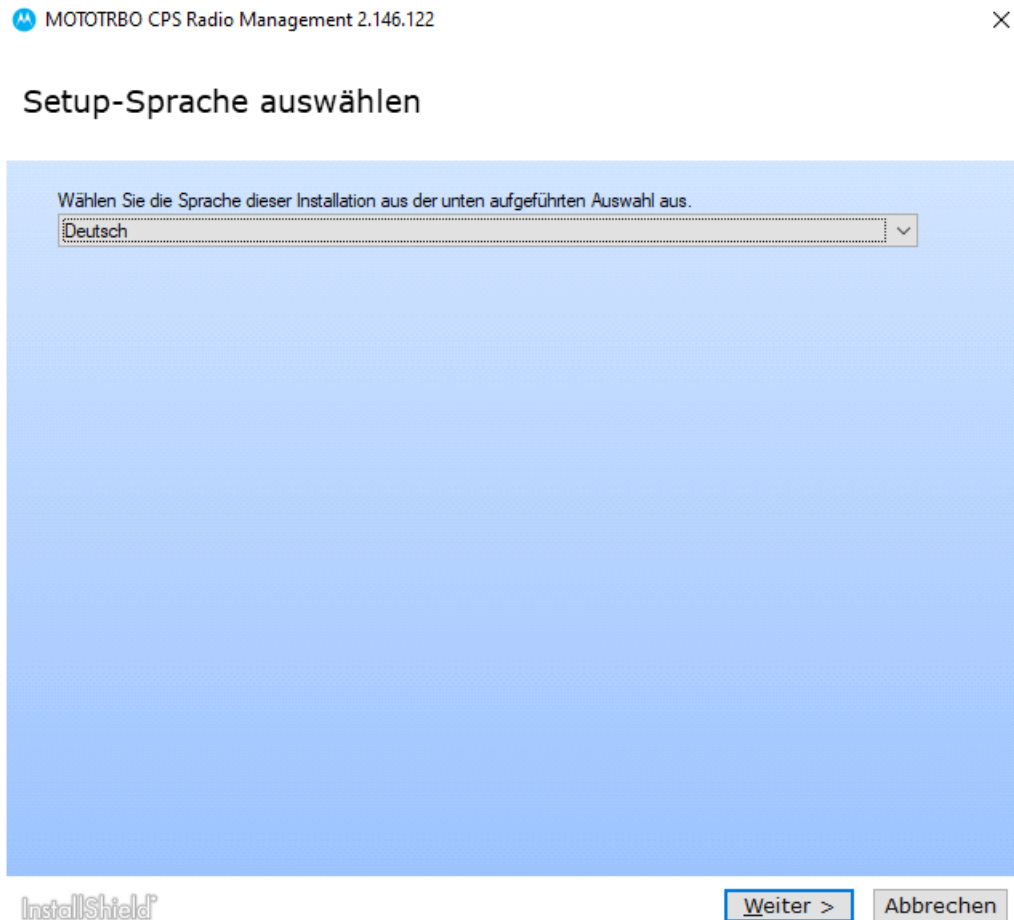 MOTOTRBO CPS Radio Management 2.146.122
Setup-Sprache auswählen
Wählen Sie die Sprache dieser Installation aus der unten aufgeführten Auswahl aus.
Deutsch
InstallShield
Weiter >
Abbrechen